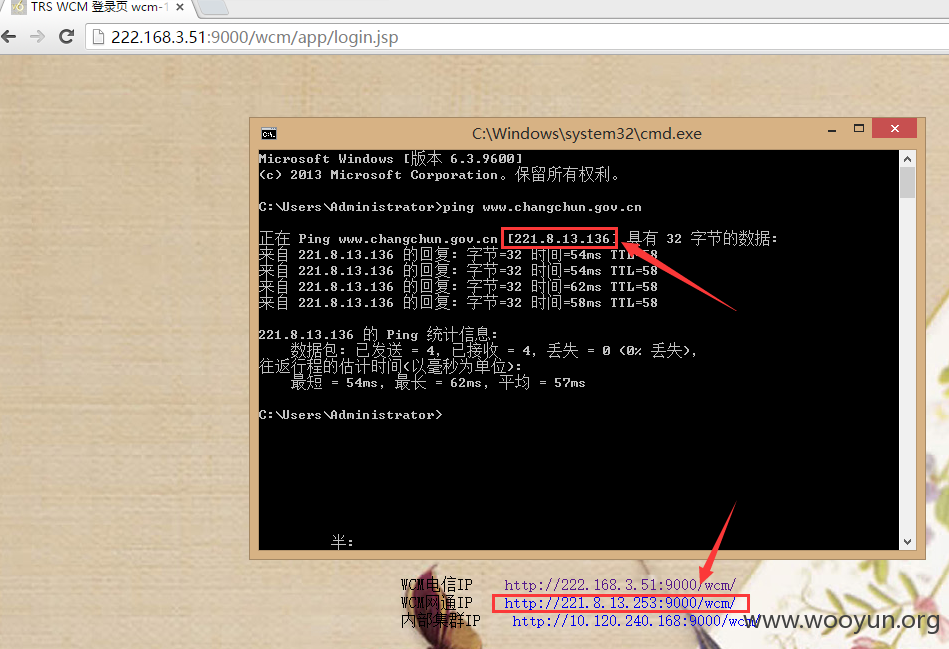 TRS WCM 登录页 wcm-1
222.168.3.51:9000/wcm/app/login.jsp
C:\Windows\system32\cmd.exe
Microsoft Windows [版本 6.3.9600]
(c) 2013 Microsoft Corporation。保留所有权利。
C:\Users\Administrator>ping www.changchun.gov.cn
正在 Ping www.changchun.gov.cn [221.8.13.136] 具有 32 字节的数据:
来自 221.8.13.136 的回复: 字节=32 时间=54ms TTL=58
来自 221.8.13.136 的回复: 字节=32 时间=54ms TTL=58
来自 221.8.13.136 的回复: 字节=32 时间=62ms TTL=58
来自 221.8.13.136 的回复: 字节=32 时间=58ms TTL=58
221.8.13.136 的 Ping 统计信息:
数据包: 已发送 = 4, 已接收 = 4, 丢失 = 0 (0% 丢失),
往返行程的估计时间(以毫秒为单位):
最短 = 54ms, 最长 = 62ms, 平均 = 57ms
C:\Users\Administrator>
半:
WCM电信IP http://222.168.3.51:9000/wcm/
WCM网通IP http://221.8.13.253:9000/wcm/
内部集群IP http://10.120.240.168:9000/wcm/
www.wooyun.org